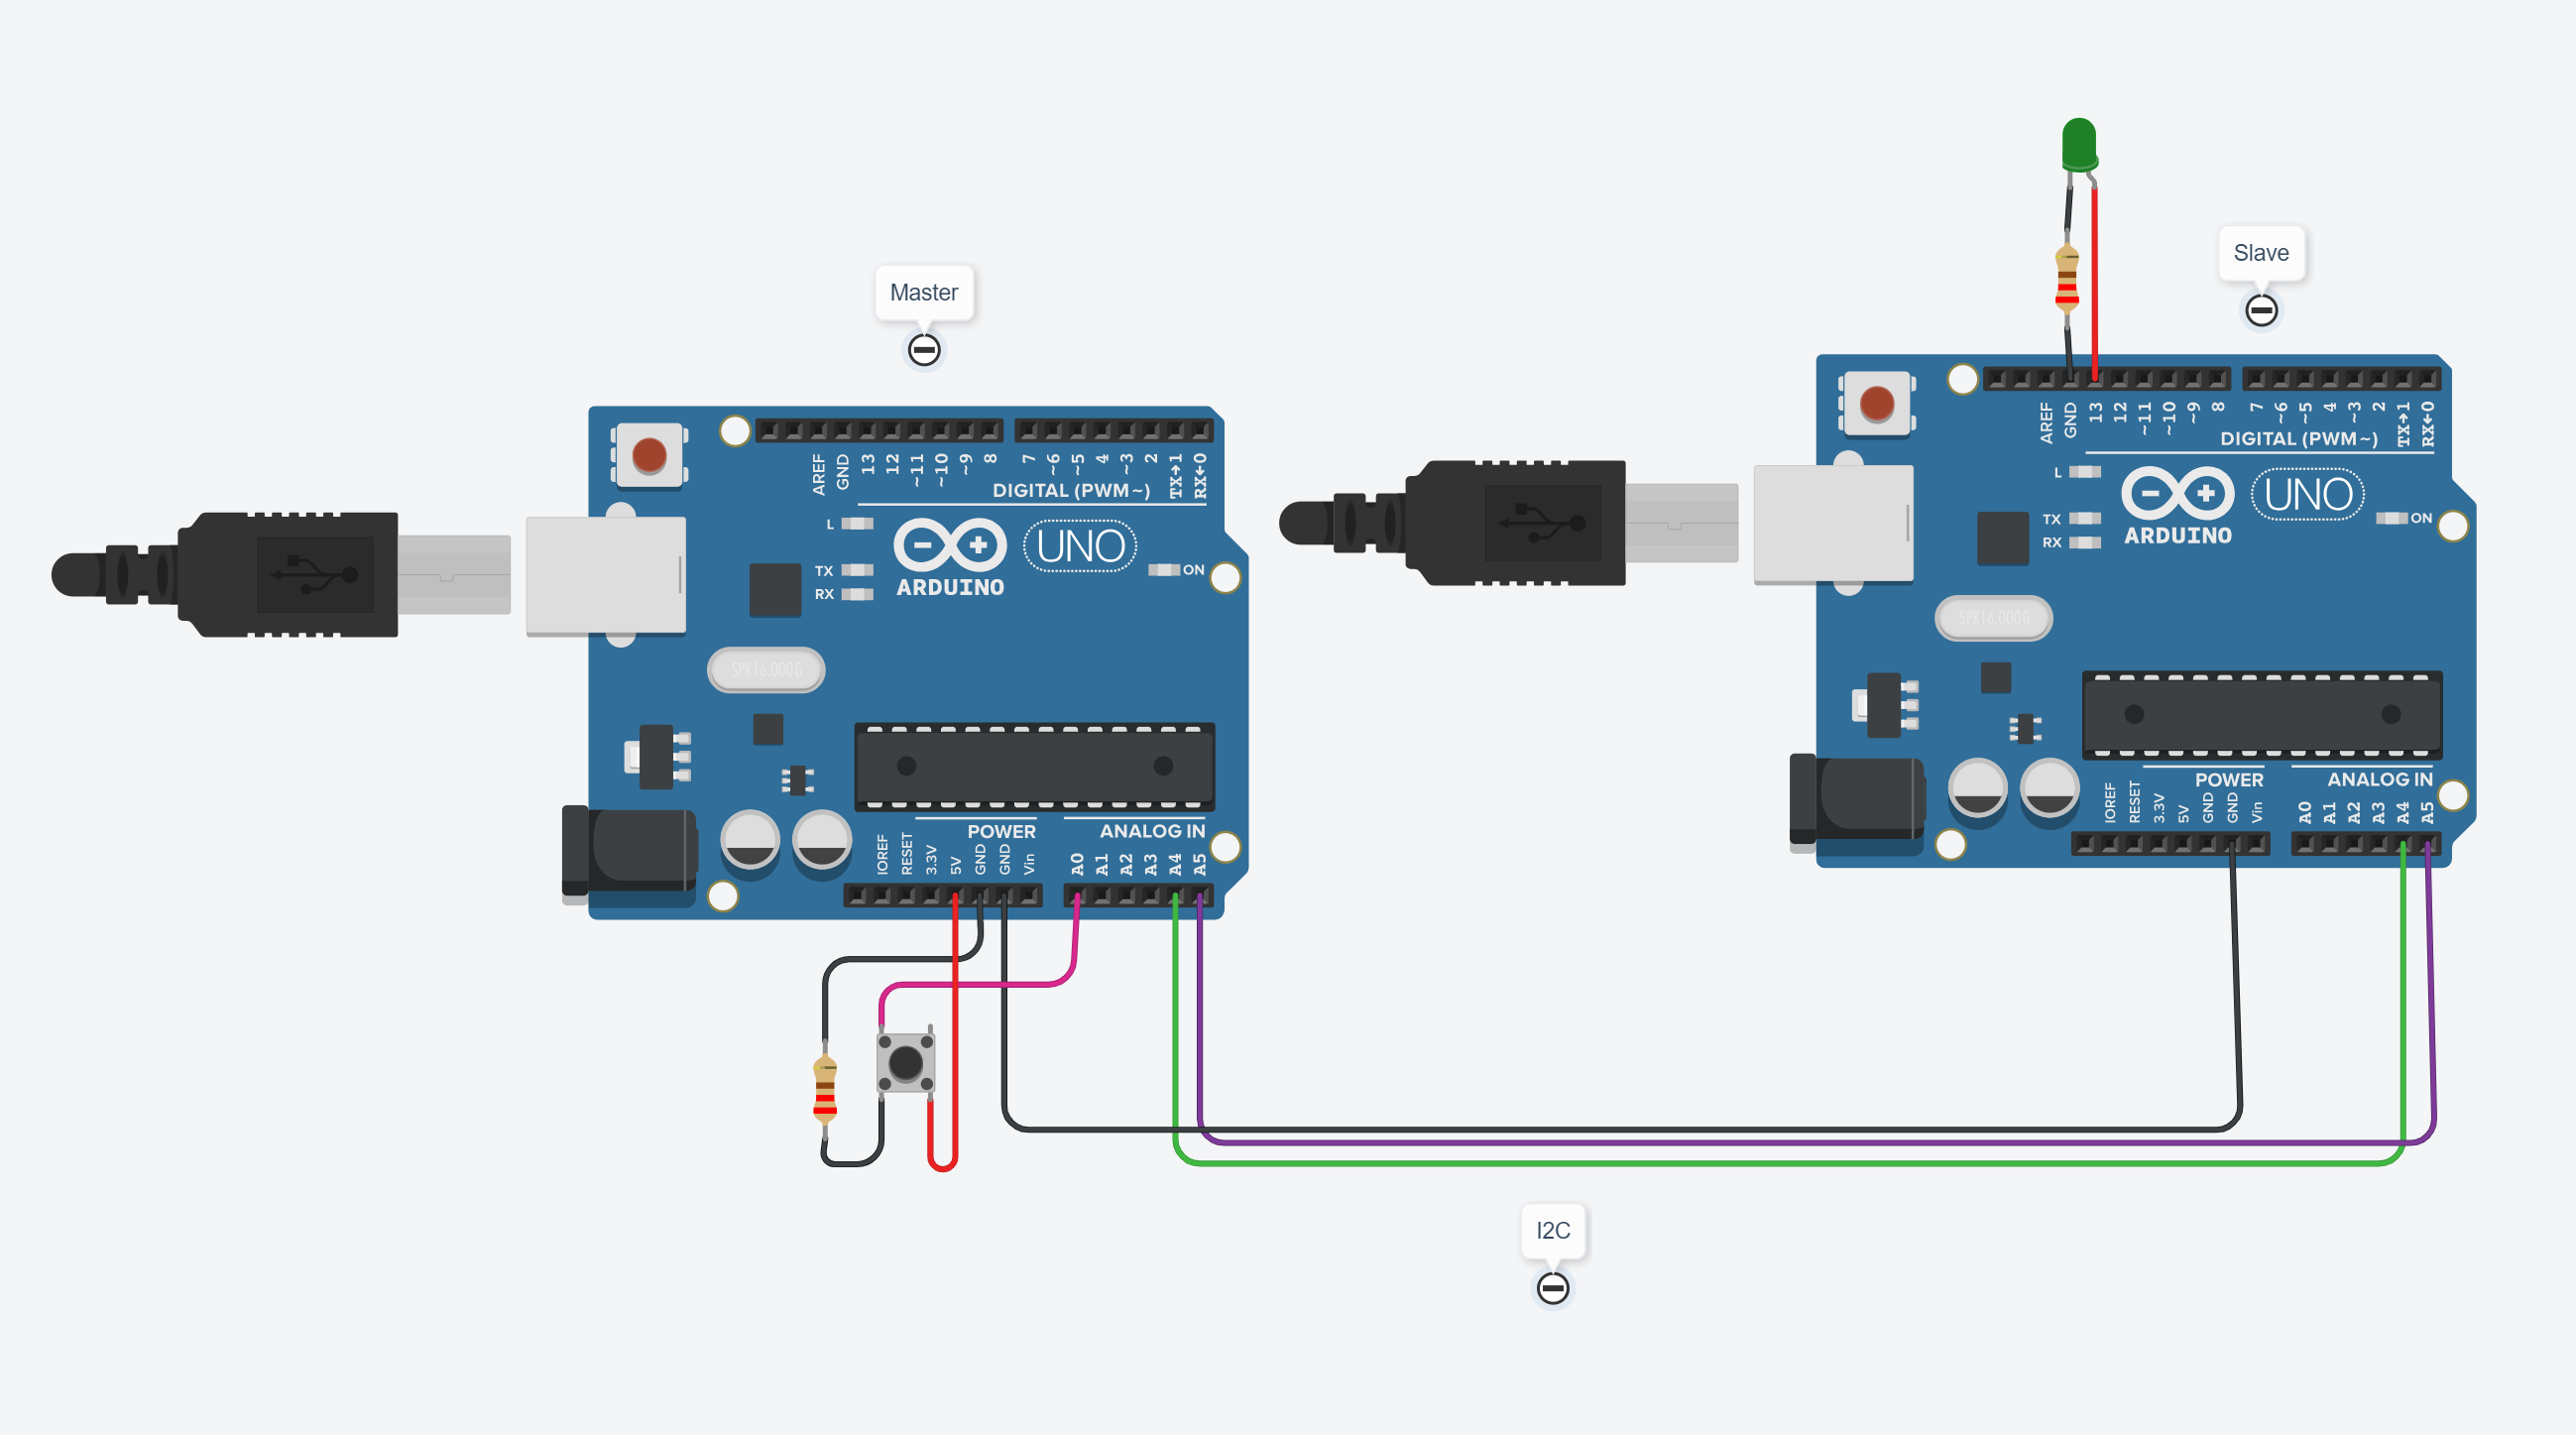 Master
AREF
GND
13
12
~11
~10
~9
8
7
~6
~5
4
~3
2
TX→1
RX←0
DIGITAL (PWM~)
L
TX
RX
ARDUINO
UNO
ON
SPK16.000G
POWER
ANALOG IN
IOREF
RESET
3.3V
5V
GND
GND
Vin
A0
A1
A2
A3
A4
A5
Slave
AREF
GND
13
12
~11
~10
~9
8
7
~6
~5
4
~3
2
TX→1
RX←0
DIGITAL (PWM~)
L
TX
RX
ARDUINO
UNO
ON
SPK16.000G
POWER
ANALOG IN
IOREF
RESET
3.3V
5V
GND
GND
Vin
A0
A1
A2
A3
A4
A5
I2C